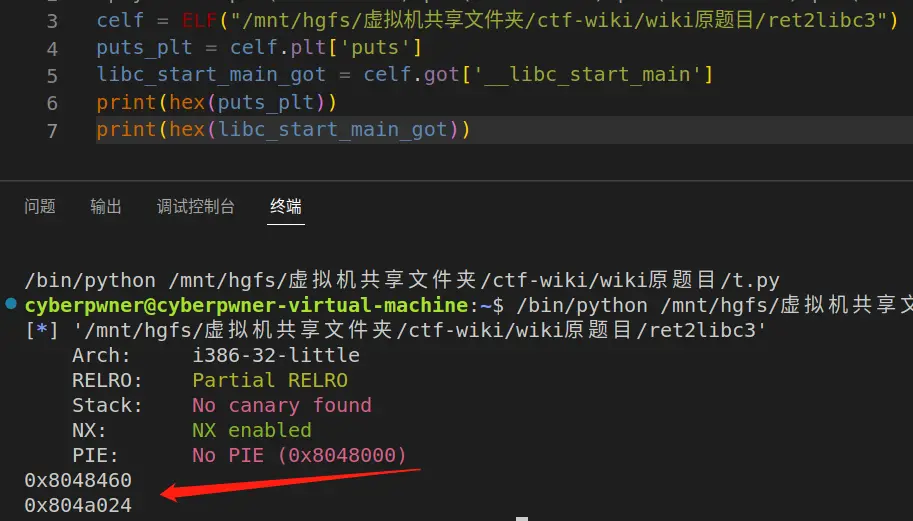 3 celf = ELF("/mnt/hgfs/虚拟机共享文件夹/ctf-wiki/wiki原题目/ret2libc3")
4 puts_plt = celf.plt['puts']
5 libc_start_main_got = celf.got['__libc_start_main']
6 print(hex(puts_plt))
7 print(hex(libc_start_main_got))
问题 输出 调试控制台 终端
/bin/python /mnt/hgfs/虚拟机共享文件夹/ctf-wiki/wiki原题目/t.py
cyberpwner@cyberpwner-virtual-machine:~$ /bin/python /mnt/hgfs/虚拟机共享文
[*] '/mnt/hgfs/虚拟机共享文件夹/ctf-wiki/wiki原题目/ret2libc3'
Arch: i386-32-little
RELRO: Partial RELRO
Stack: No canary found
NX: NX enabled
PIE: No PIE (0x8048000)
0x8048460
0x804a024